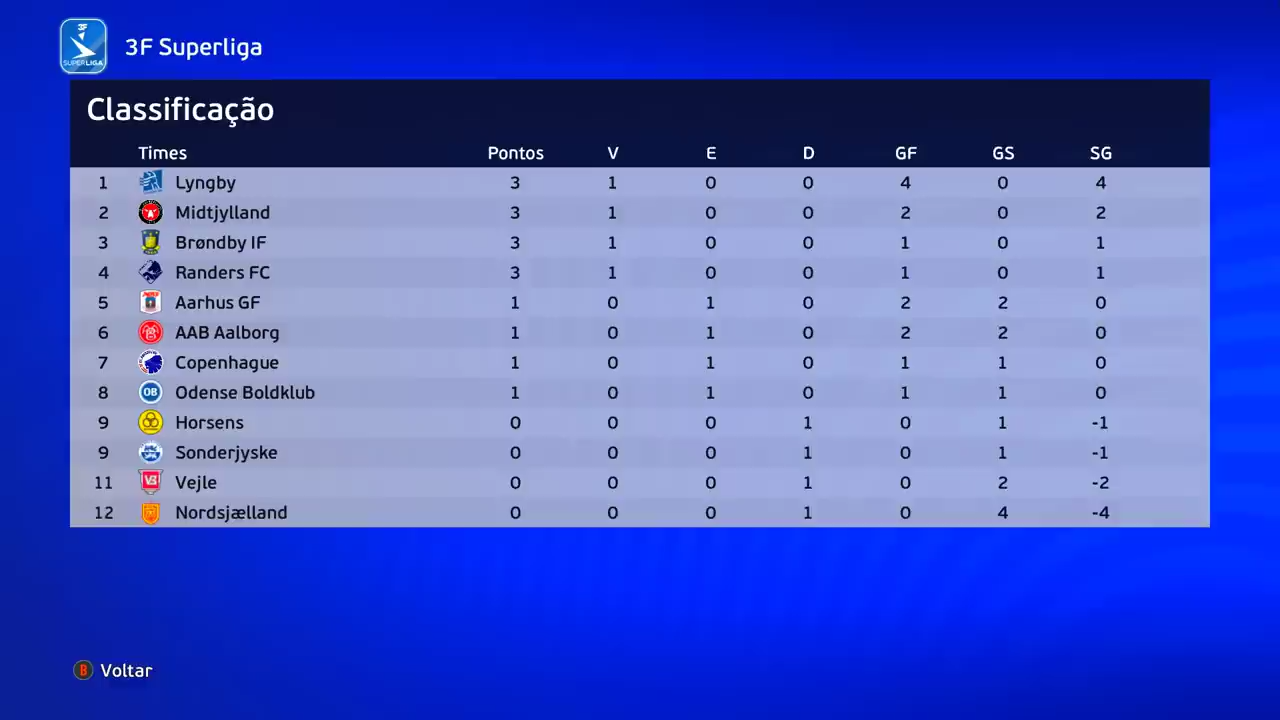 3F SUPERLIGA
3F Superliga
Classificação
Times Pontos V E D GF GS SG
1 Lyngby 3 1 0 0 4 0 4
2 Midtjylland 3 1 0 0 2 0 2
3 Brøndby IF 3 1 0 0 1 0 1
4 Randers FC 3 1 0 0 1 0 1
5 Aarhus GF 1 0 1 0 2 2 0
6 AAB Aalborg 1 0 1 0 2 2 0
7 Copenhague 1 0 1 0 1 1 0
8 OB Odense Boldklub 1 0 1 0 1 1 0
9 Horsens 0 0 0 1 0 1 -1
9 Sonderjyske 0 0 0 1 0 1 -1
11 VB Vejle 0 0 0 1 0 2 -2
12 Nordsjælland 0 0 0 1 0 4 -4
B Voltar